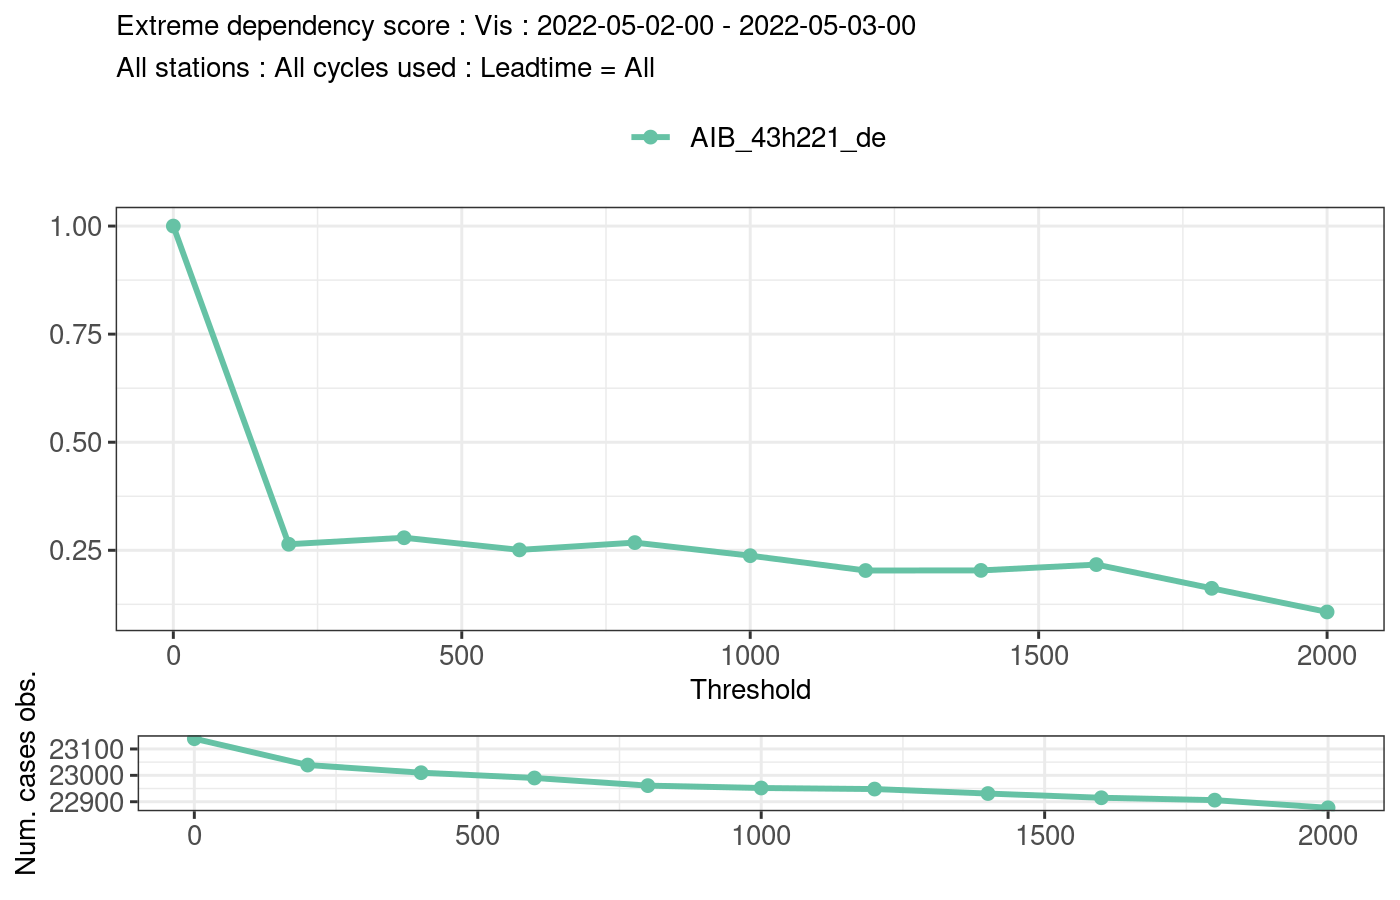 Extreme dependency score : Vis : 2022-05-02-00 - 2022-05-03-00
All stations : All cycles used : Leadtime = All
AIB_43h221_de
1.00
0.75
0.50
0.25
0 500 1000 1500 2000
Threshold
Num. cases obs.
23100
23000
22900
0 500 1000 1500 2000